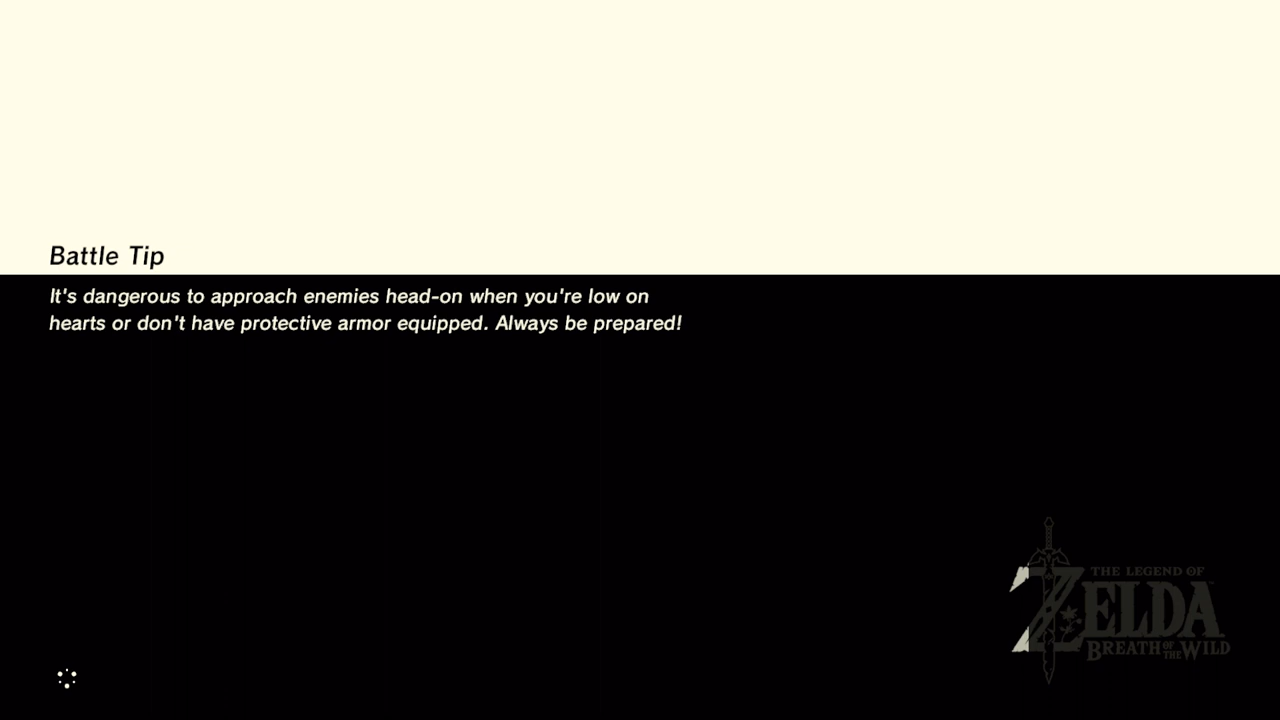 Battle Tip
It's dangerous to approach enemies head-on when you're low on
hearts or don't have protective armor equipped. Always be prepared!
THE LEGEND OF
ZELDA
BREATH OF THE WILD